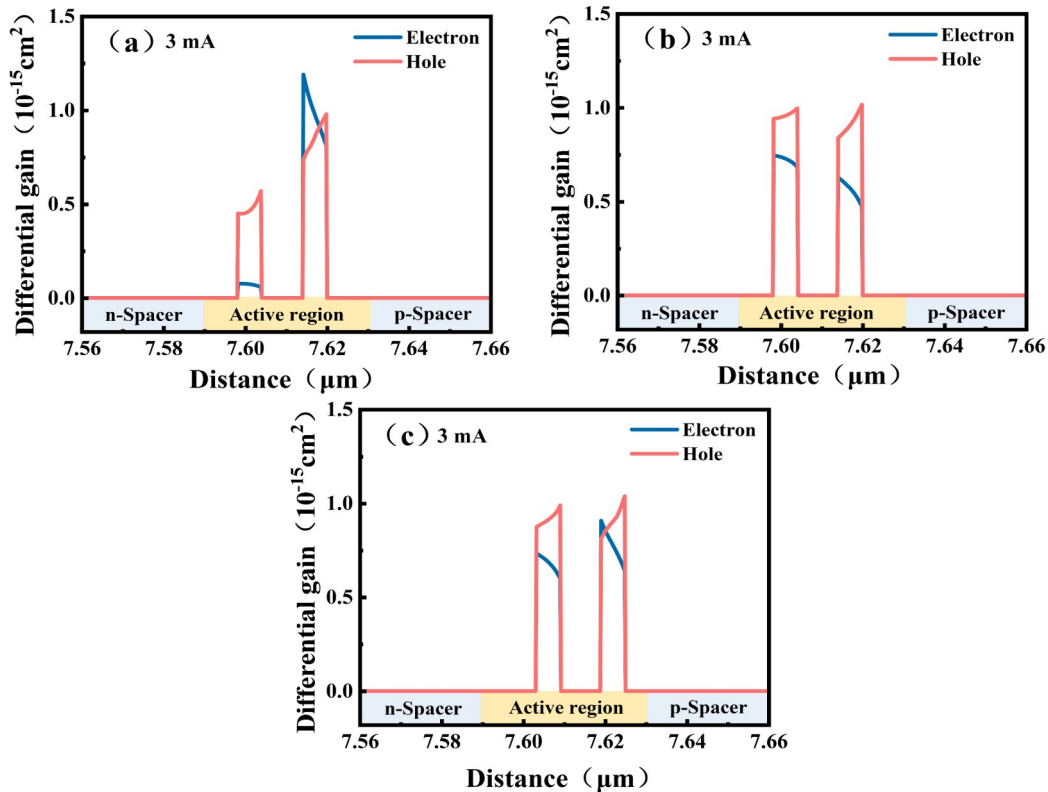 (a) 3 mA
Electron
Hole
Differential gain (10⁻¹⁵cm²)
1.5
1.0
0.5
0.0
n-Spacer Active region p-Spacer
7.56 7.58 7.60 7.62 7.64 7.66
Distance (μm)
(b) 3 mA
Electron
Hole
Differential gain (10⁻¹⁵cm²)
1.5
1.0
0.5
0.0
n-Spacer Active region p-Spacer
7.56 7.58 7.60 7.62 7.64 7.66
Distance (μm)
(c) 3 mA
Electron
Hole
Differential gain (10⁻¹⁵cm²)
1.5
1.0
0.5
0.0
n-Spacer Active region p-Spacer
7.56 7.58 7.60 7.62 7.64 7.66
Distance (μm)